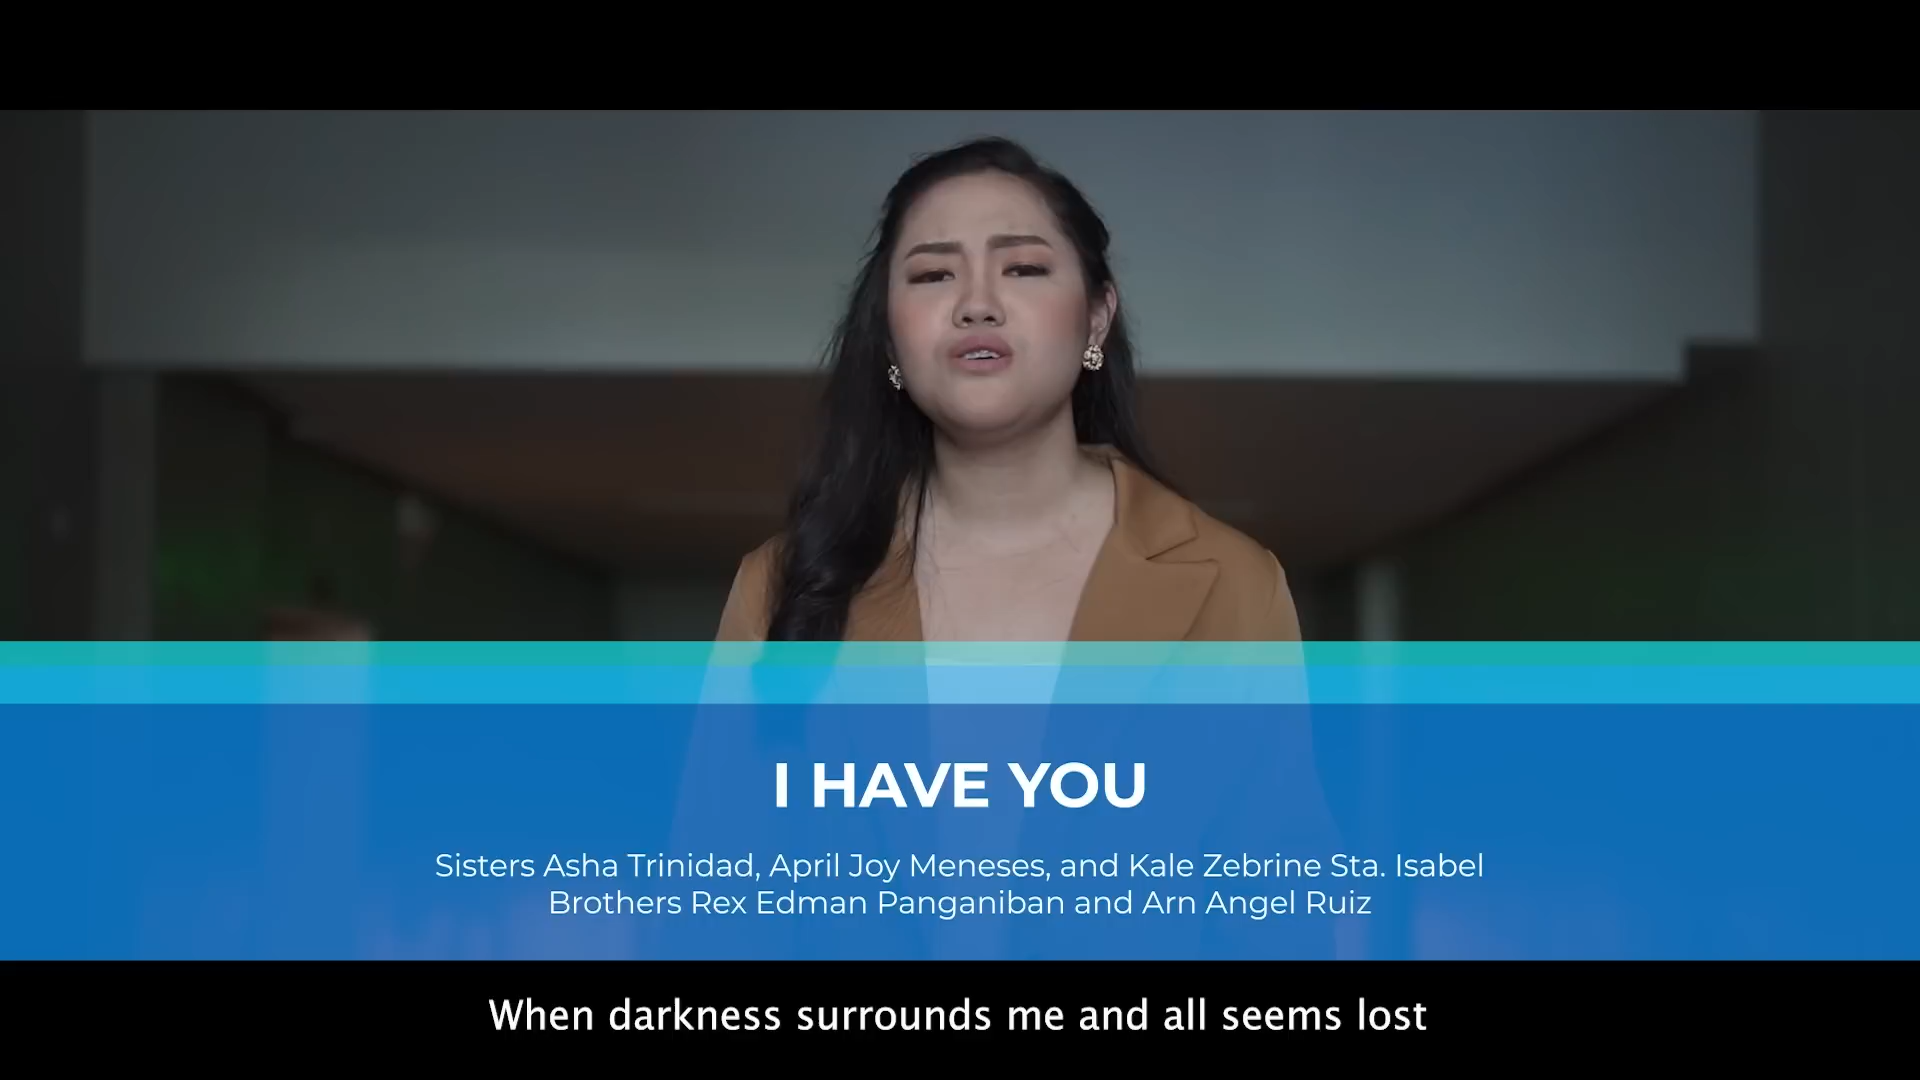 I HAVE YOU
Sisters Asha Trinidad, April Joy Meneses, and Kale Zebrine Sta. Isabel
Brothers Rex Edman Panganiban and Arn Angel Ruiz
When darkness surrounds me and all seems lost